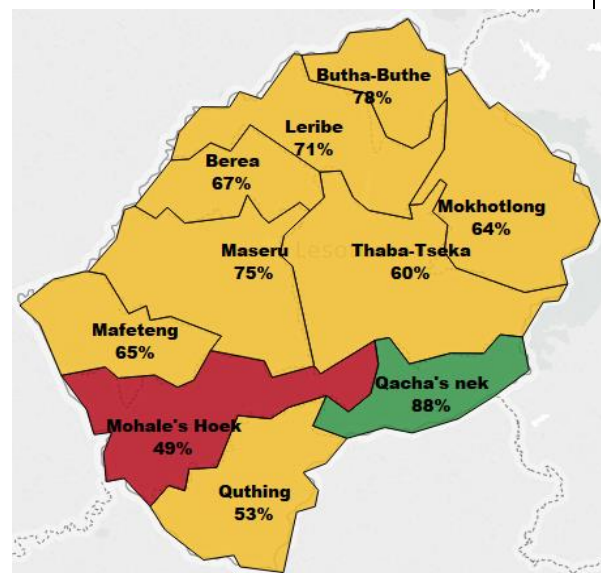 Butha-Buthe
78%
Leribe
71%
Berea
67%
Mokhotlong
64%
Maseru
75%
Thaba-Tseka
60%
Mafeteng
65%
Qacha's nek
88%
Mohale's Hoek
49%
Quthing
53%